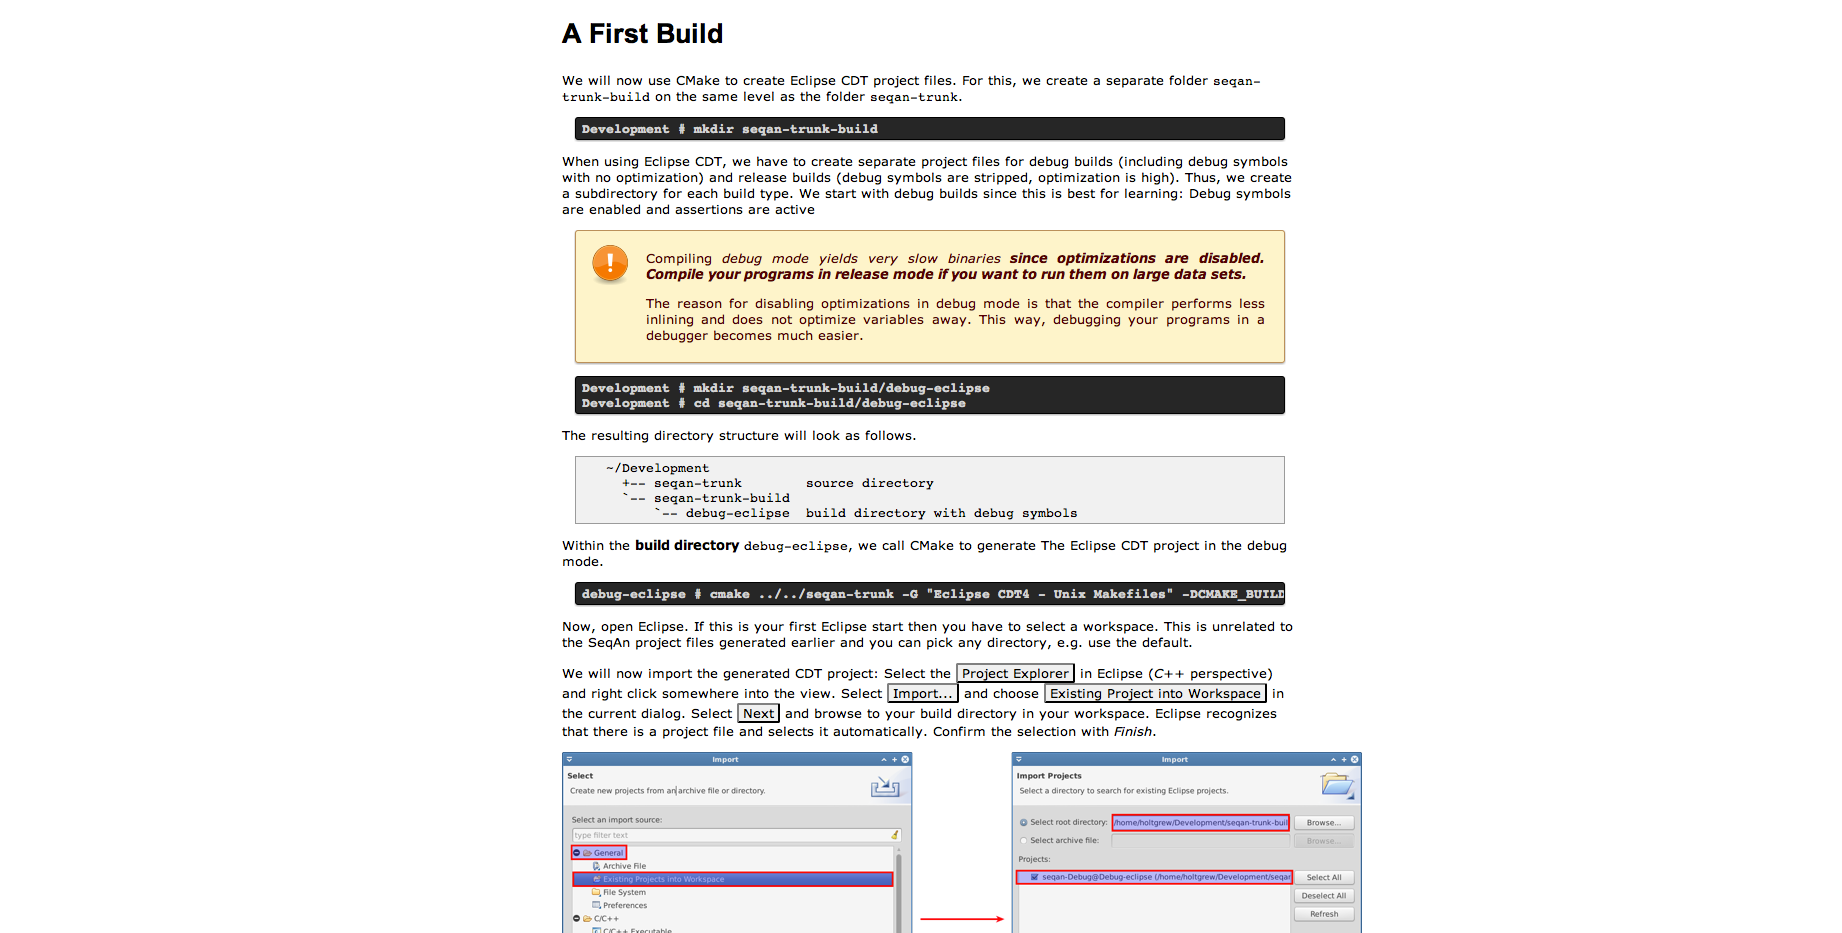 A First Build
We will now use CMake to create Eclipse CDT project files. For this, we create a separate folder seqan-
trunk-build on the same level as the folder seqan-trunk.
Development # mkdir seqan-trunk-build
When using Eclipse CDT, we have to create separate project files for debug builds (including debug symbols
with no optimization) and release builds (debug symbols are stripped, optimization is high). Thus, we create
a subdirectory for each build type. We start with debug builds since this is best for learning: Debug symbols
are enabled and assertions are active
Compiling debug mode yields very slow binaries since optimizations are disabled.
Compile your programs in release mode if you want to run them on large data sets.
The reason for disabling optimizations in debug mode is that the compiler performs less
inlining and does not optimize variables away. This way, debugging your programs in a
debugger becomes much easier.
Development # mkdir seqan-trunk-build/debug-eclipse
Development # cd seqan-trunk-build/debug-eclipse
The resulting directory structure will look as follows.
~/Development
+-- seqan-trunk        source directory
`-- seqan-trunk-build
`-- debug-eclipse  build directory with debug symbols
Within the build directory debug-eclipse, we call CMake to generate The Eclipse CDT project in the debug
mode.
debug-eclipse # cmake ../../seqan-trunk -G "Eclipse CDT4 - Unix Makefiles" -DCMAKE_BUILD
Now, open Eclipse. If this is your first Eclipse start then you have to select a workspace. This is unrelated to
the SeqAn project files generated earlier and you can pick any directory, e.g. use the default.
We will now import the generated CDT project: Select the Project Explorer in Eclipse (C++ perspective)
and right click somewhere into the view. Select Import... and choose Existing Project into Workspace in
the current dialog. Select Next and browse to your build directory in your workspace. Eclipse recognizes
that there is a project file and selects it automatically. Confirm the selection with Finish.
Import
Select
Create new projects from an archive file or directory.
Select an import source:
type filter text
General
Archive File
Existing Projects into Workspace
File System
Preferences
C/C++
C/C++ Executable
Import
Import Projects
Select a directory to search for existing Eclipse projects.
Select root directory: /home/holtgrew/Development/seqan-trunk-buil Browse...
Select archive file: Browse...
Projects:
seqan-Debug@Debug-eclipse (/home/holtgrew/Development/seqan Select All
Deselect All
Refresh